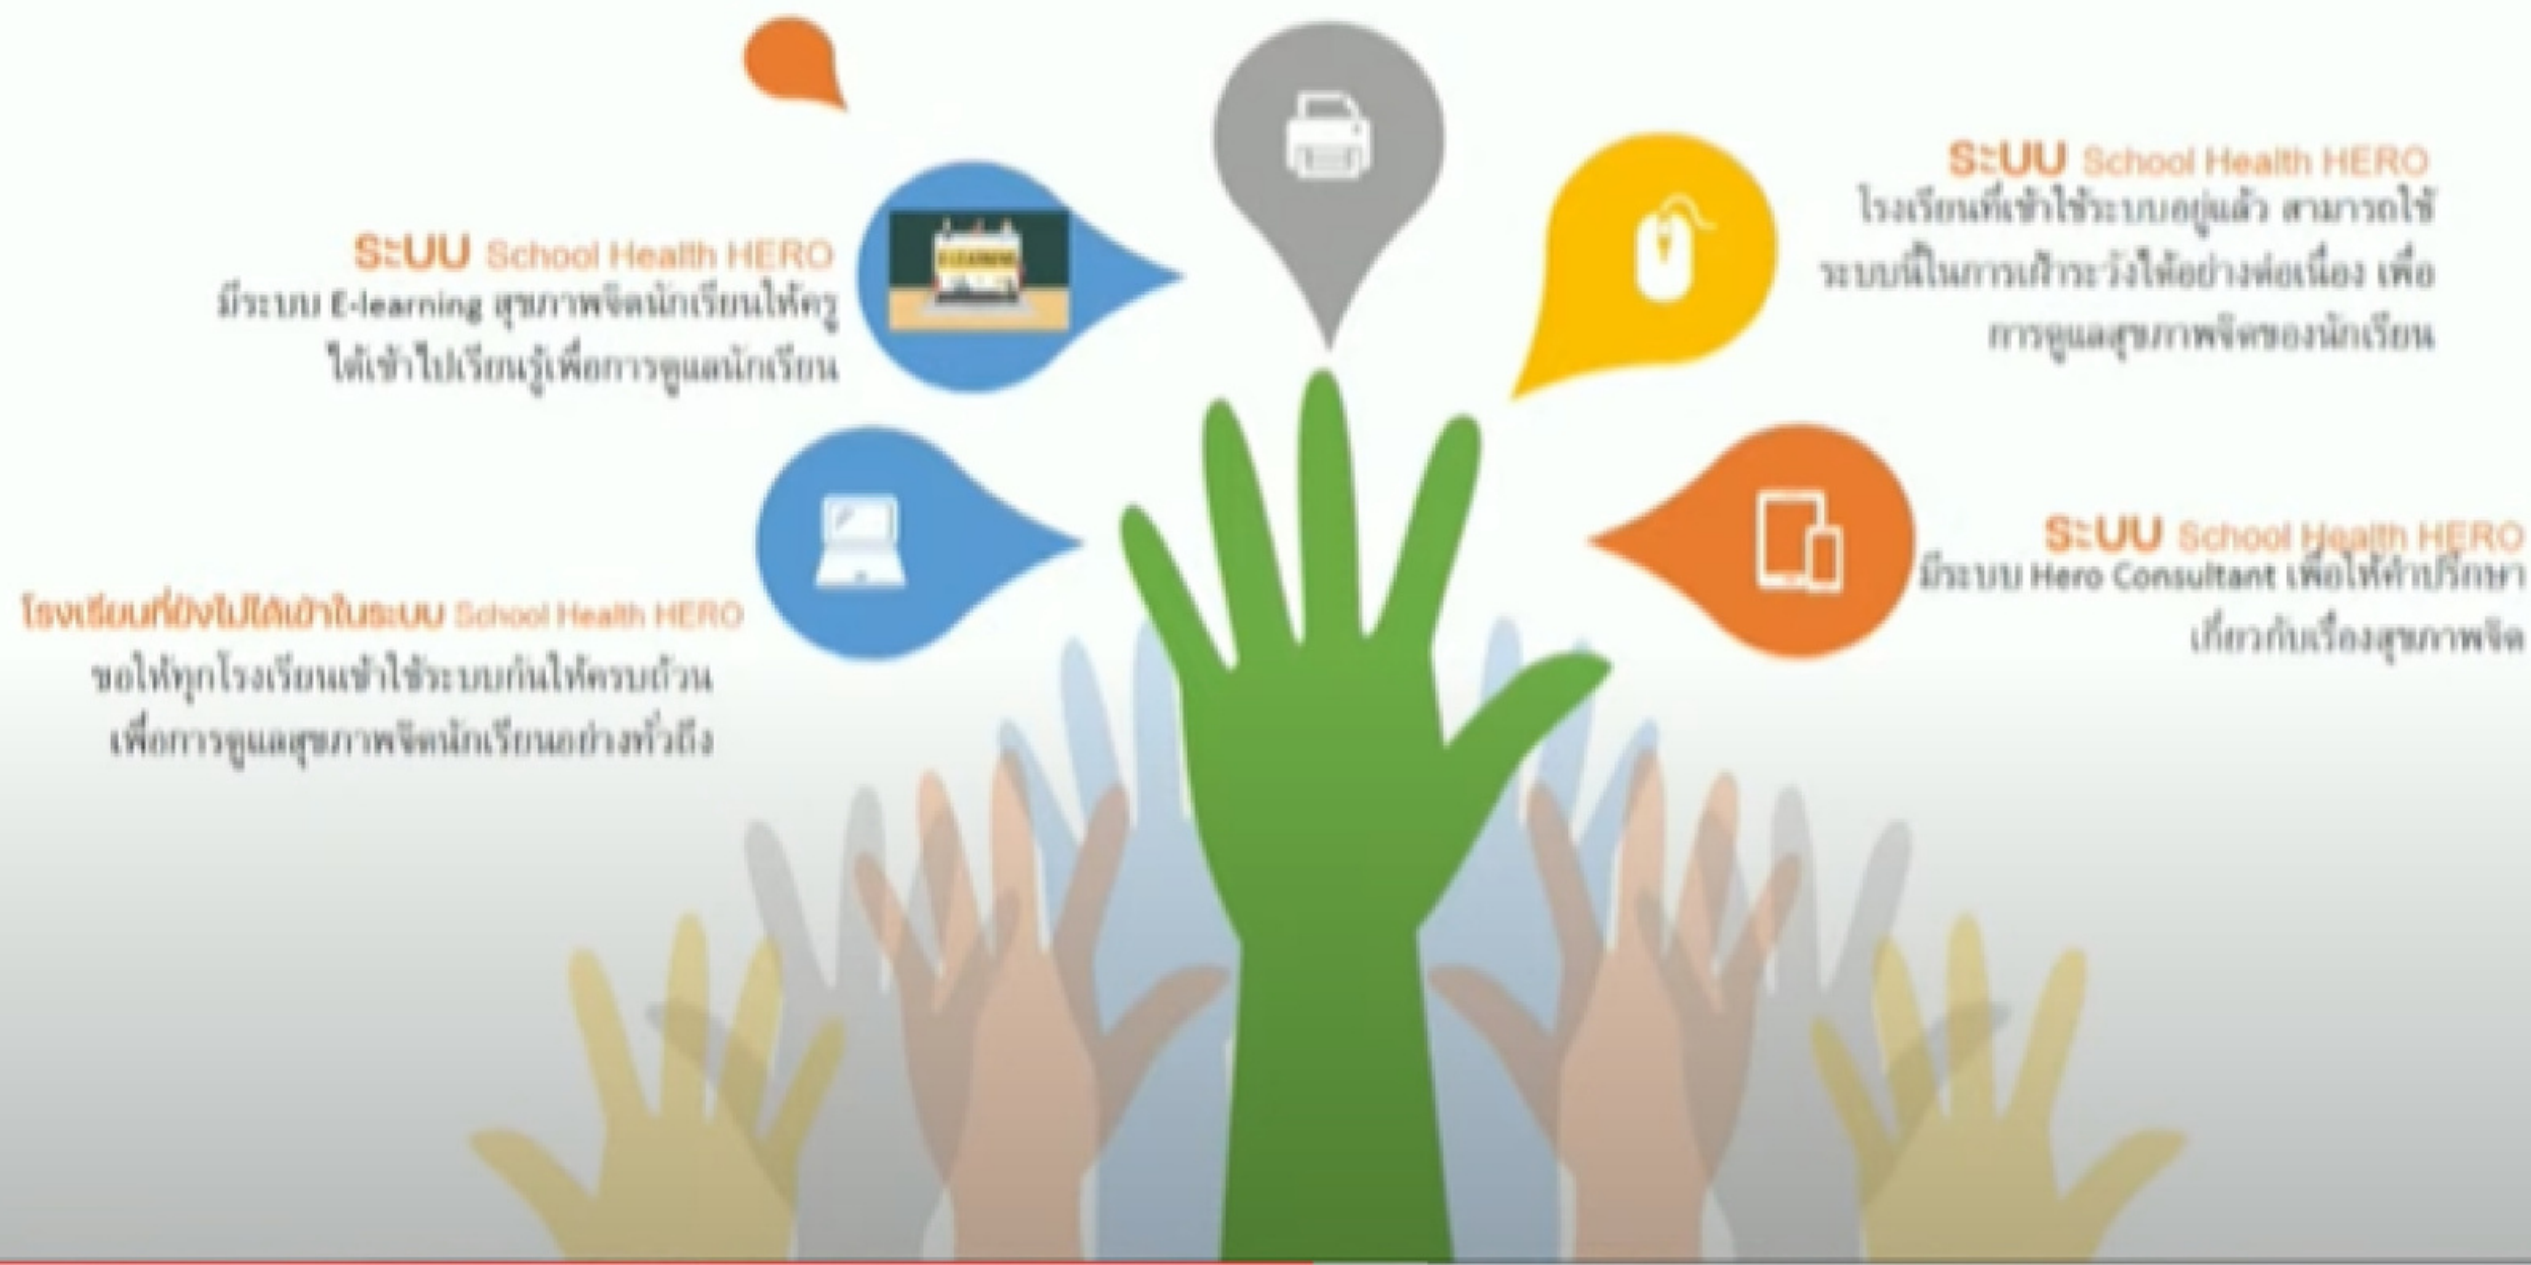 ระบบ School Health HERO
มีระบบ E-learning สุขภาพจิตนักเรียนให้ครู
ได้เข้าไปเรียนรู้เพื่อการดูแลนักเรียน
โรงเรียนที่ยังไม่ได้เข้าในระบบ School Health HERO
ขอให้ทุกโรงเรียนเข้าใช้ระบบกันให้ครบถ้วน
เพื่อการดูแลสุขภาพจิตนักเรียนอย่างทั่วถึง
E-LEARNING
ระบบ School Health HERO
โรงเรียนที่เข้าใช้ระบบอยู่แล้ว สามารถใช้
ระบบนี้ในการเฝ้าระวังได้อย่างต่อเนื่อง เพื่อ
การดูแลสุขภาพจิตของนักเรียน
ระบบ School Health HERO
มีระบบ Hero Consultant เพื่อให้คำปรึกษา
เกี่ยวกับเรื่องสุขภาพจิต